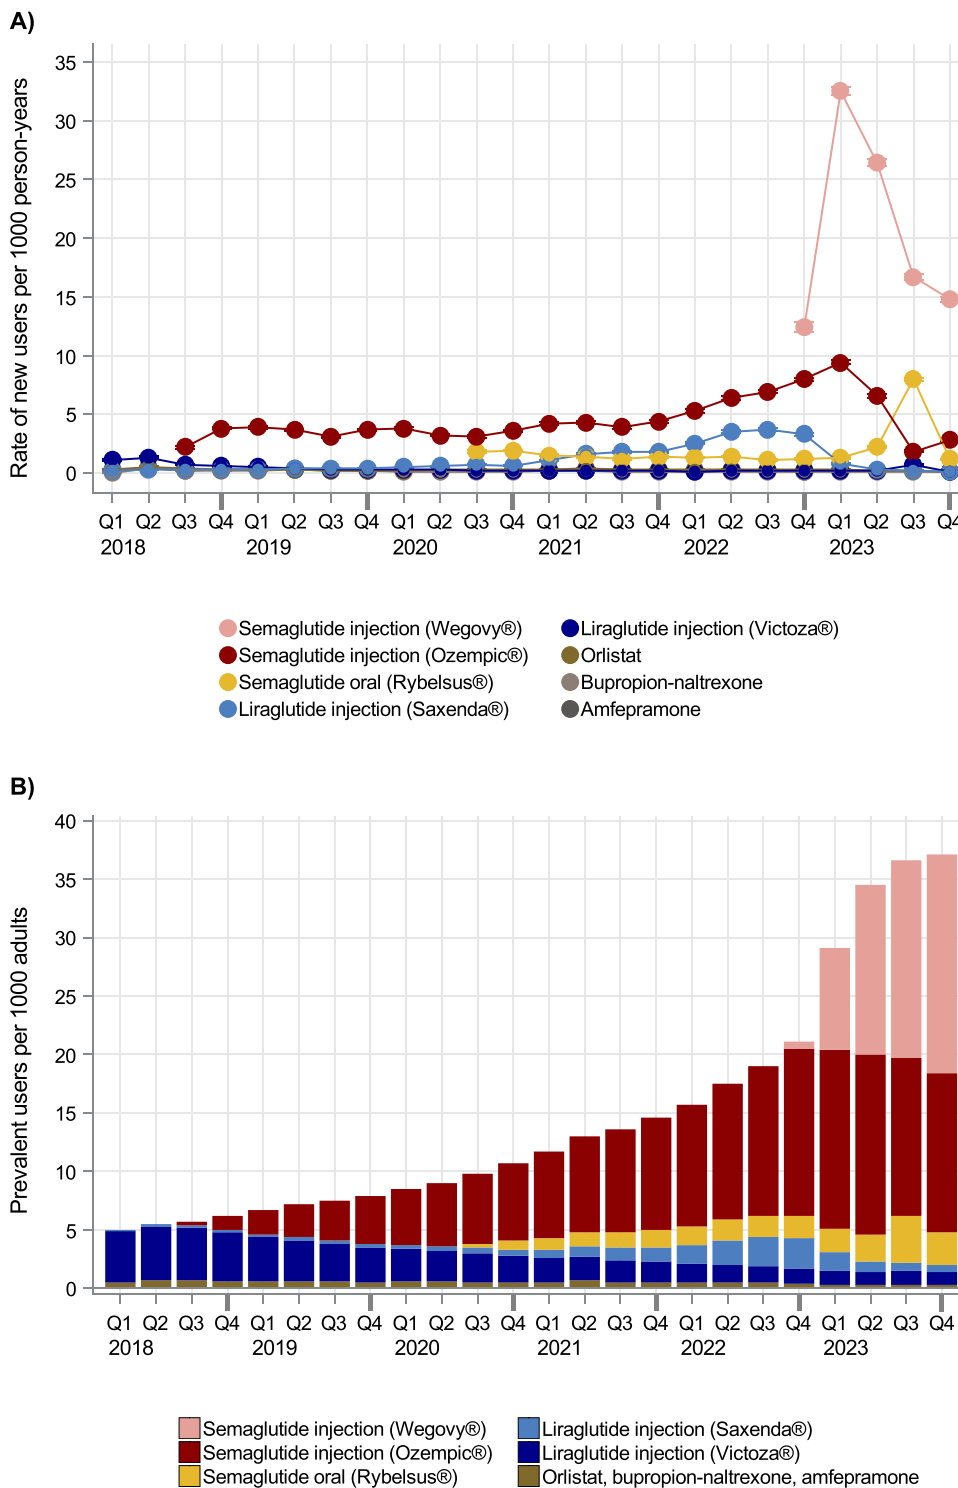 A)
Rate of new users per 1000 person-years
35
30
25
20
15
10
5
0
Q1 Q2 Q3 Q4 Q1 Q2 Q3 Q4 Q1 Q2 Q3 Q4 Q1 Q2 Q3 Q4 Q1 Q2 Q3 Q4 Q1 Q2 Q3 Q4
2018 2019 2020 2021 2022 2023
Semaglutide injection (Wegovy®) Liraglutide injection (Victoza®)
Semaglutide injection (Ozempic®) Orlistat
Semaglutide oral (Rybelsus®) Bupropion-naltrexone
Liraglutide injection (Saxenda®) Amfepramone
B)
Prevalent users per 1000 adults
40
35
30
25
20
15
10
5
0
Q1 Q2 Q3 Q4 Q1 Q2 Q3 Q4 Q1 Q2 Q3 Q4 Q1 Q2 Q3 Q4 Q1 Q2 Q3 Q4 Q1 Q2 Q3 Q4
2018 2019 2020 2021 2022 2023
Semaglutide injection (Wegovy®) Liraglutide injection (Saxenda®)
Semaglutide injection (Ozempic®) Liraglutide injection (Victoza®)
Semaglutide oral (Rybelsus®) Orlistat, bupropion-naltrexone, amfepramone